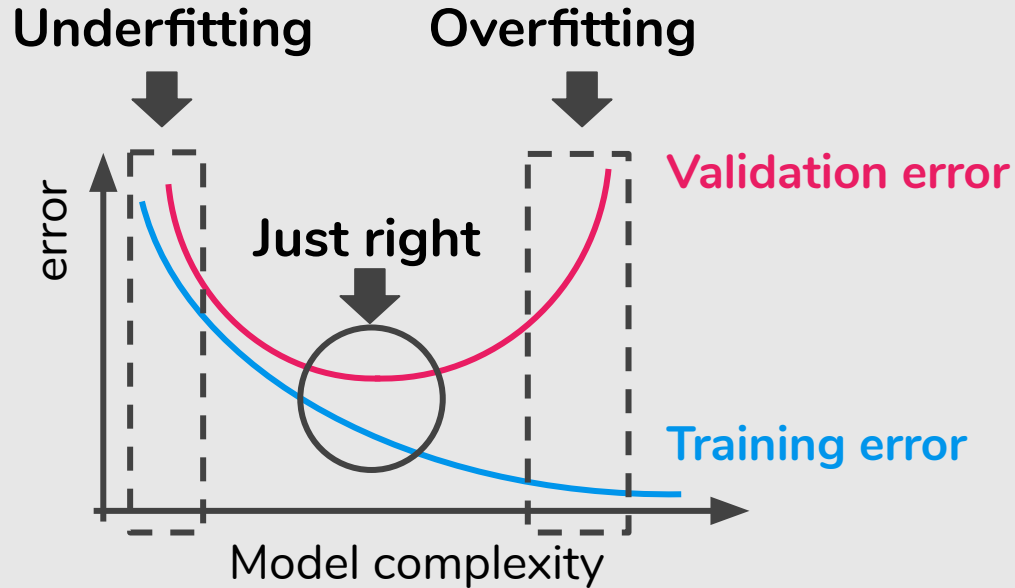 Underfitting
Overfitting
Validation error
error
Just right
Training error
Model complexity